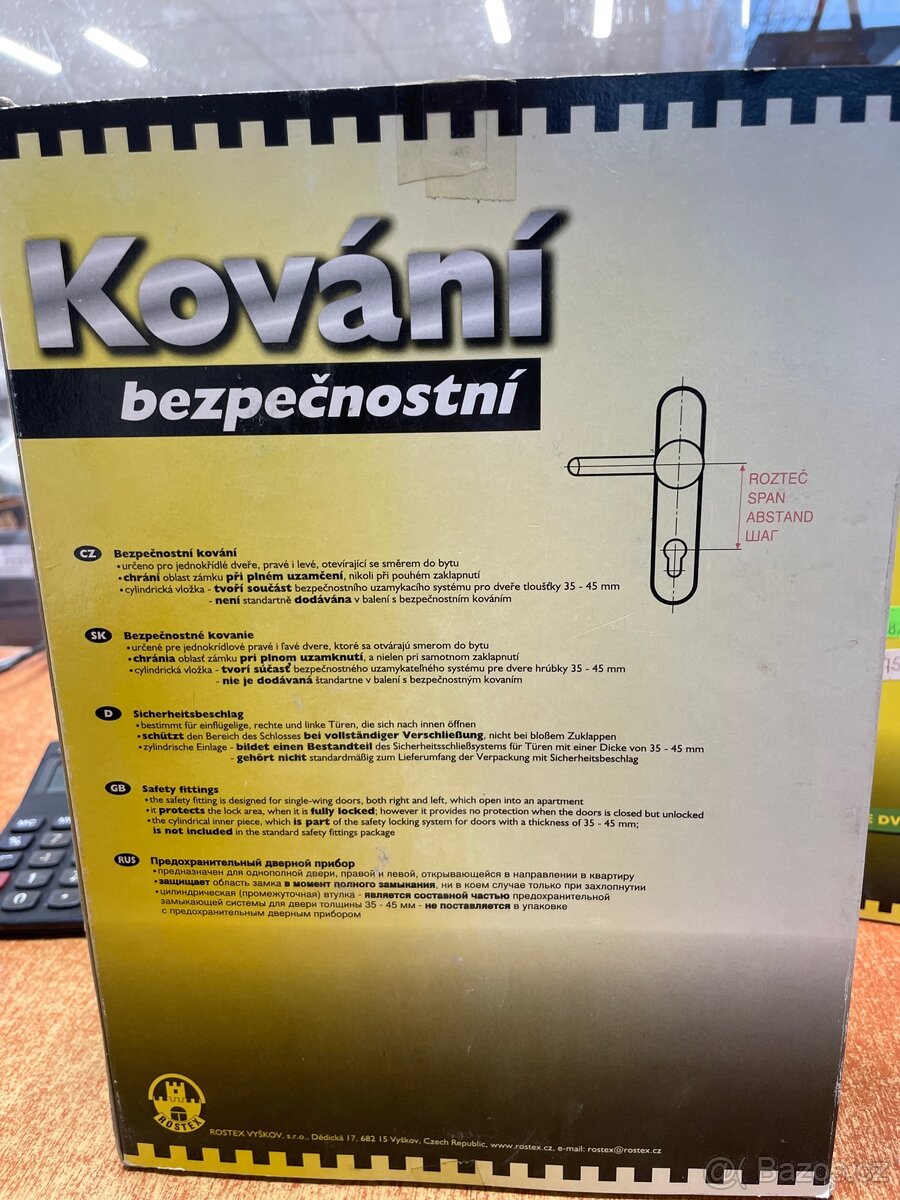 Kování
bezpečnostní
ROZTEČ
SPAN
ABSTAND
ШАГ
CZ Bezpečnostní kování
•určeno pro jednokřídlé dveře, pravé i levé, otevírající se směrem do bytu
•chrání oblast zámku při plném uzamčení, nikoli při pouhém zaklapnutí
•cylindrická vložka - tvoří součást bezpečnostního uzamykacího systému pro dveře tloušťky 35 - 45 mm
- není standartně dodávána v balení s bezpečnostním kováním
SK Bezpečnostné kovanie
•určené pre jednokrídlové pravé i ľavé dvere, ktoré sa otvárajú smerom do bytu
•chránia oblasť zámku pri plnom uzamknutí, a nielen pri samotnom zaklapnutí
•cylindrická vložka - tvorí súčasť bezpečnostného uzamykateľného systému pre dvere hrúbky 35 - 45 mm
- nie je dodávaná štandartne v balení s bezpečnostným kovaním
D Sicherheitsbeschlag
•bestimmt für einflügelige, rechte und linke Türen, die sich nach innen öffnen
•schützt den Bereich des Schlosses bei vollständiger Verschließung, nicht bei bloßem Zuklappen
•zylindrische Einlage - bildet einen Bestandteil des Sicherheitsschließsystems für Türen mit einer Dicke von 35 - 45 mm
- gehört nicht standardmäßig zum Lieferumfang der Verpackung mit Sicherheitsbeschlag
GB Safety fittings
•the safety fitting is designed for single-wing doors, both right and left, which open into an apartment
•it protects the lock area, when it is fully locked; however it provides no protection when the doors is closed but unlocked
•the cylindrical inner piece, which is part of the safety locking system for doors with a thickness of 35 - 45 mm;
is not included in the standard safety fittings package
RUS Предохранительный дверной прибор
•предназначен для однополной двери, правой и левой, открывающейся в направлении в квартиру
•защищает область замка в момент полного замыкания, ни в коем случае только при захлопнутии
•цилиндрическая (промежуточная) втулка - является составной частью предохранительной
замыкающей системы для двери толщины 35 - 45 мм - не поставляется в упаковке
с предохранительным дверным прибором
ROSTEX
ROSTEX VYŠKOV, s.r.o., Dědická 17, 682 15 Vyškov, Czech Republic, www.rostex.cz, e-mail: rostex@rostex.cz
@( Bazos.cz